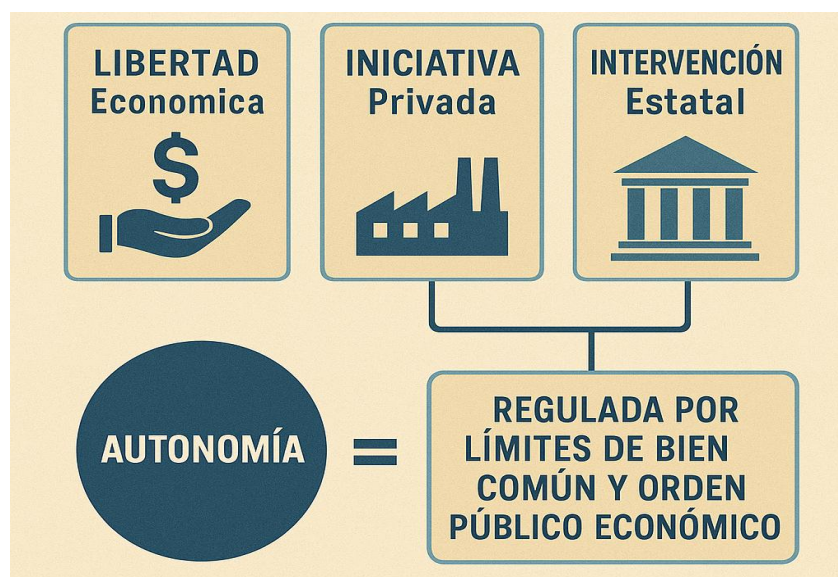 LIBERTAD
Economica
$
INICIATIVA
Privada
INTERVENCIÓN
Estatal
AUTONOMÍA
=
REGULADA POR
LÍMITES DE BIEN
COMÚN Y ORDEN
PÚBLICO ECONÓMICO